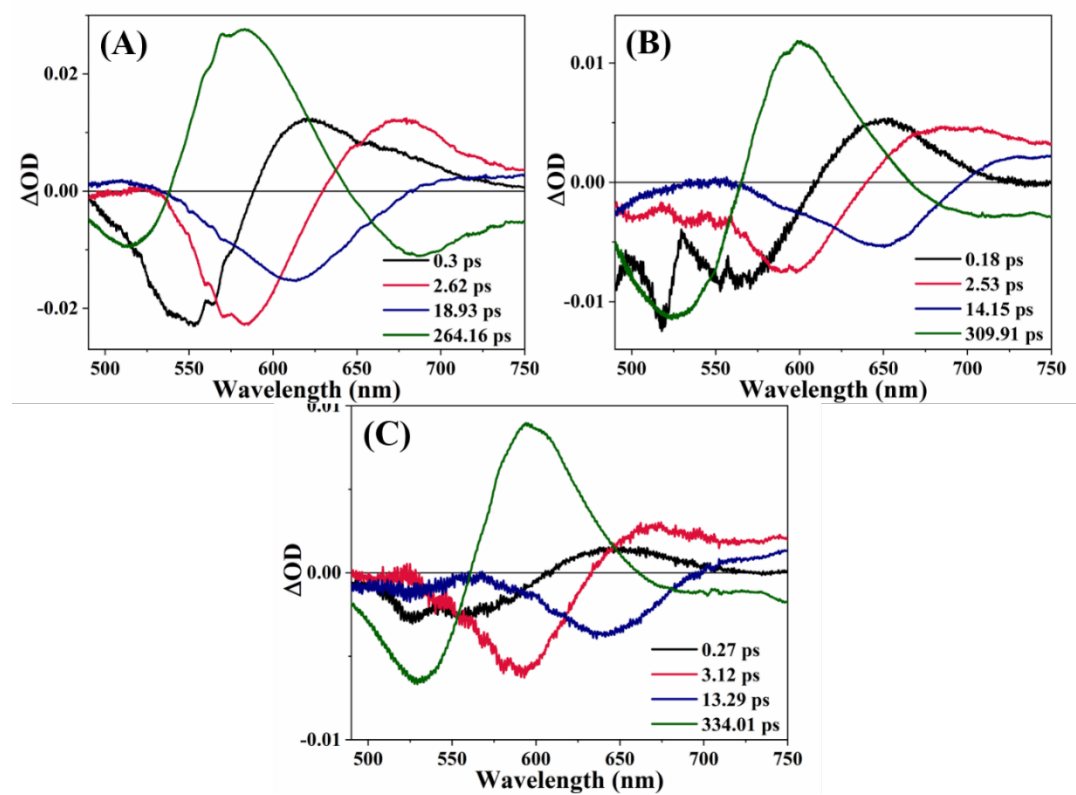 (A)
0.02
0.00
-0.02
ΔOD
0.3 ps
2.62 ps
18.93 ps
264.16 ps
500 550 600 650 700 750
Wavelength (nm)
(B)
0.01
0.00
-0.01
ΔOD
0.18 ps
2.53 ps
14.15 ps
309.91 ps
500 550 600 650 700 750
Wavelength (nm)
(C)
0.01
0.00
-0.01
ΔOD
0.27 ps
3.12 ps
13.29 ps
334.01 ps
500 550 600 650 700 750
Wavelength (nm)